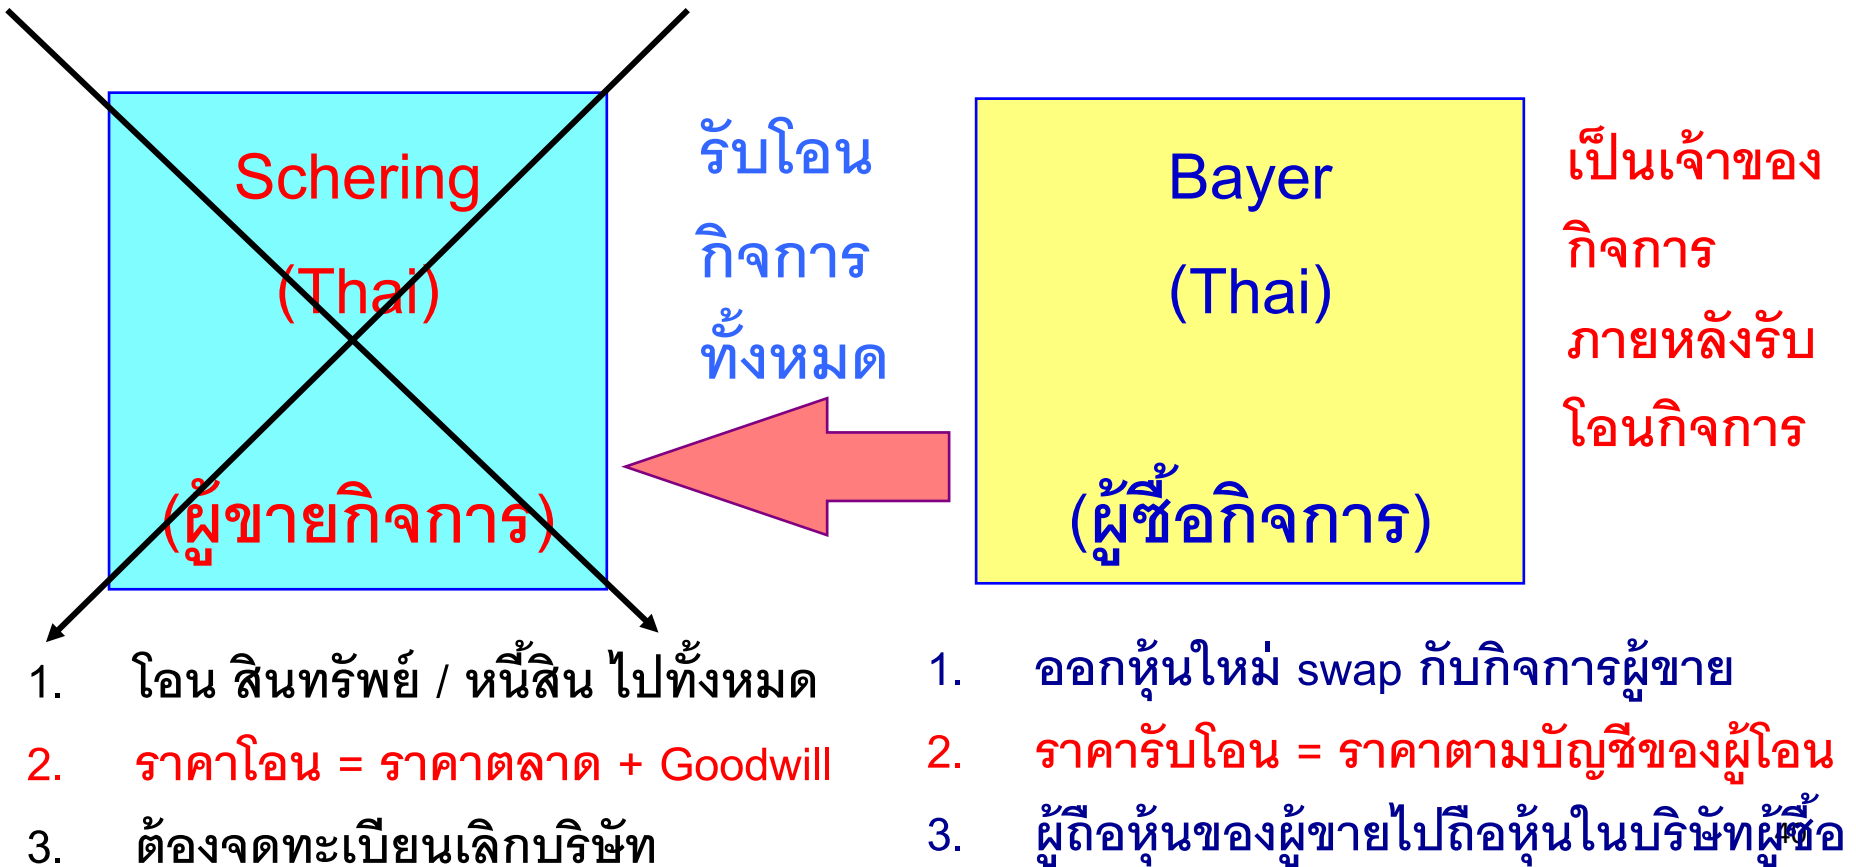 Schering
(Thai)
(ผู้ขายกิจการ)
รับโอน
กิจการ
ทั้งหมด
Bayer
(Thai)
(ผู้ซื้อกิจการ)
เป็นเจ้าของ
กิจการ
ภายหลังรับ
โอนกิจการ
1. โอน สินทรัพย์ / หนี้สิน ไปทั้งหมด
2. ราคาโอน = ราคาตลาด + Goodwill
3. ต้องจดทะเบียนเลิกบริษัท
1. ออกหุ้นใหม่ swap กับกิจการผู้ขาย
2. ราคารับโอน = ราคาตามบัญชีของผู้โอน
3. ผู้ถือหุ้นของผู้ขายไปถือหุ้นในบริษัทผู้ซื้อ